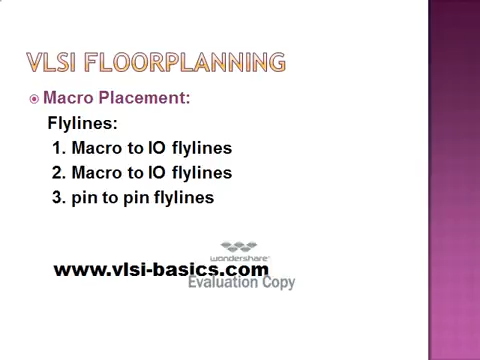 VLSI FLOORPLANNING
Macro Placement:
Flylines:
1. Macro to IO flylines
2. Macro to IO flylines
3. pin to pin flylines
wondershare™
www.vlsi-basics.com
Evaluation Copy